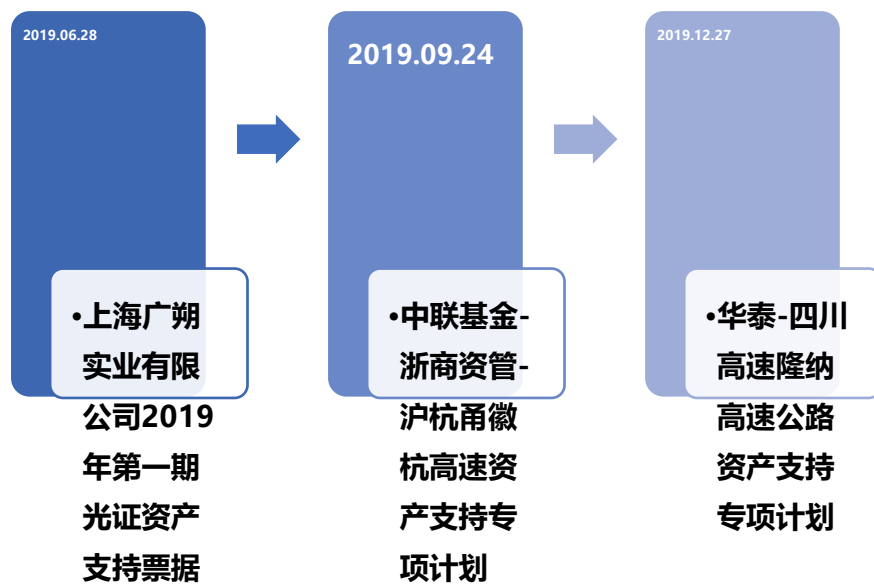 2019.06.28
•上海广朔
实业有限
公司2019
年第一期
光证资产
支持票据
2019.09.24
•中联基金-
浙商资管-
沪杭甬徽
杭高速资
产支持专
项计划
2019.12.27
•华泰-四川
高速隆纳
高速公路
资产支持
专项计划